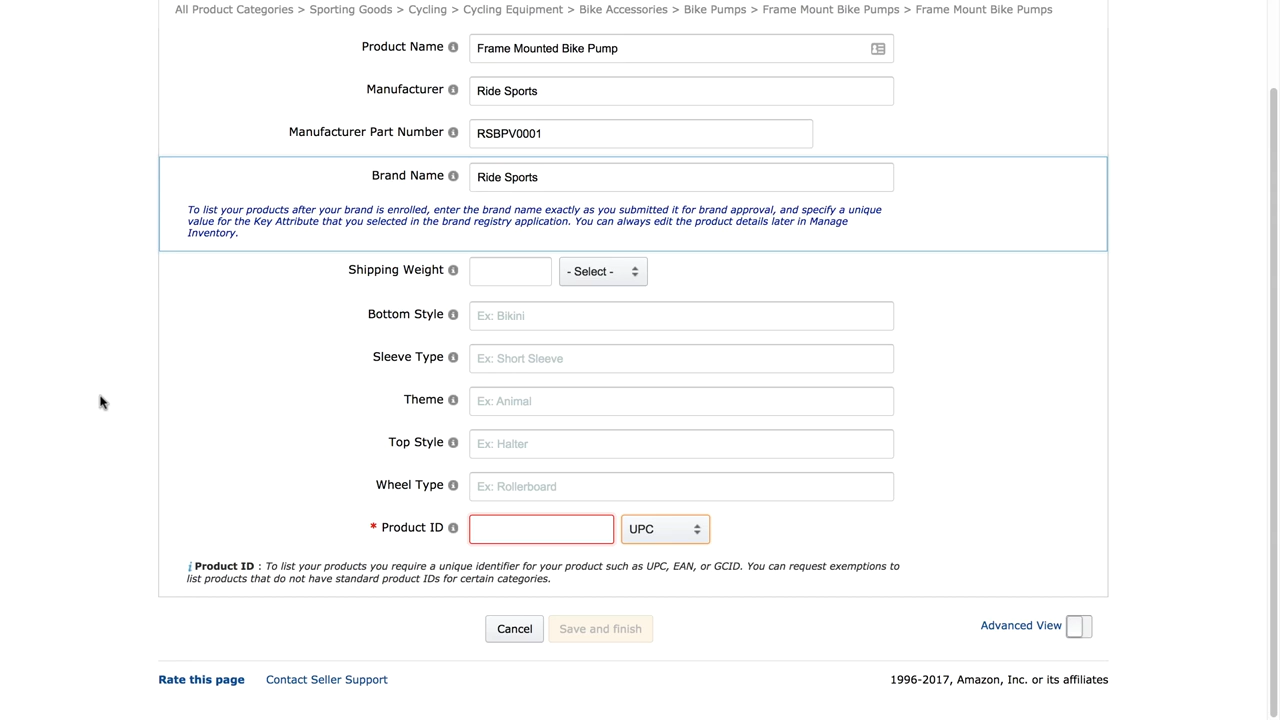 All Product Categories > Sporting Goods > Cycling > Cycling Equipment > Bike Accessories > Bike Pumps > Frame Mount Bike Pumps > Frame Mount Bike Pumps
Product Name Frame Mounted Bike Pump
Manufacturer Ride Sports
Manufacturer Part Number RSBPV0001
Brand Name Ride Sports
To list your products after your brand is enrolled, enter the brand name exactly as you submitted it for brand approval, and specify a unique
value for the Key Attribute that you selected in the brand registry application. You can always edit the product details later in Manage
Inventory.
Shipping Weight - Select -
Bottom Style Ex: Bikini
Sleeve Type Ex: Short Sleeve
Theme Ex: Animal
Top Style Ex: Halter
Wheel Type Ex: Rollerboard
* Product ID UPC
i Product ID : To list your products you require a unique identifier for your product such as UPC, EAN, or GCID. You can request exemptions to
list products that do not have standard product IDs for certain categories.
Cancel Save and finish Advanced View
Rate this page Contact Seller Support 1996-2017, Amazon, Inc. or its affiliates